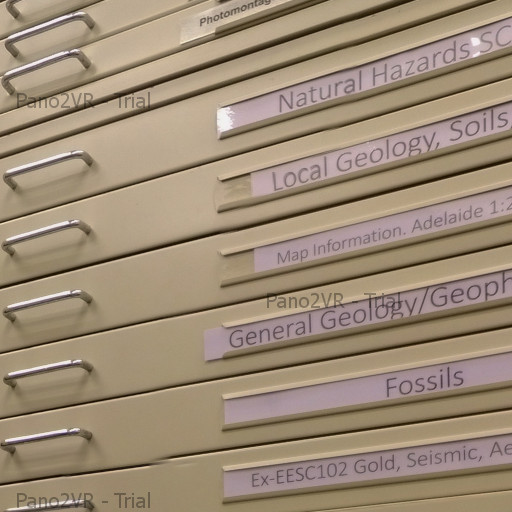 Photomontag
Natural Hazards SC
Pano2VR - Trial
Local Geology, Soils,
Map Information. Adelaide 1:2
Pano2VR - Trial
General Geology/Geoph
Fossils
Ex-EESC102 Gold, Seismic, Ae
Pano2VR - Trial